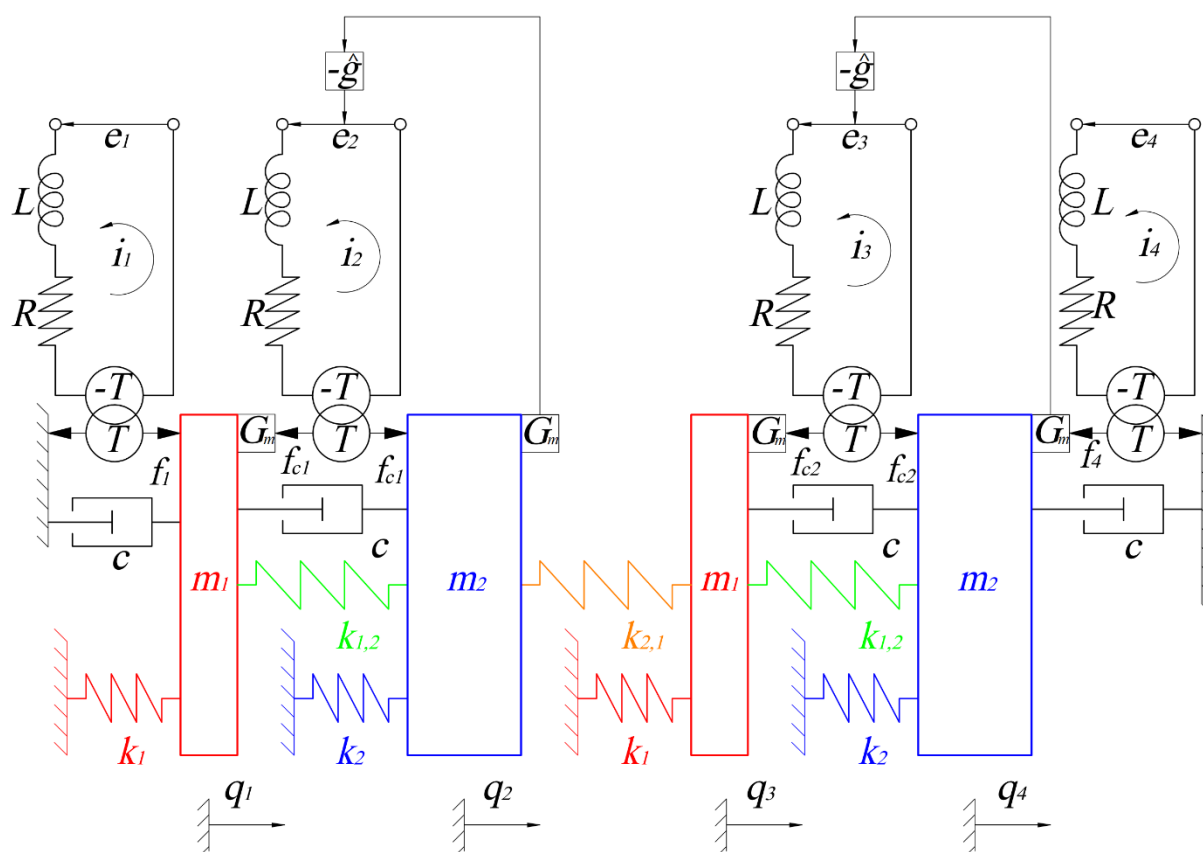 -ĝ -ĝ
e1 e2 e3 e4
L L L L
i1 i2 i3 i4
R R R R
-T -T -T -T
T Gm T Gm Gm T Gm T
f1 fc1 fc1 fc2 fc2 f4
c c c c
m1 m2 m1 m2
k1,2 k2,1 k1,2
k1 k2 k1 k2
q1 q2 q3 q4